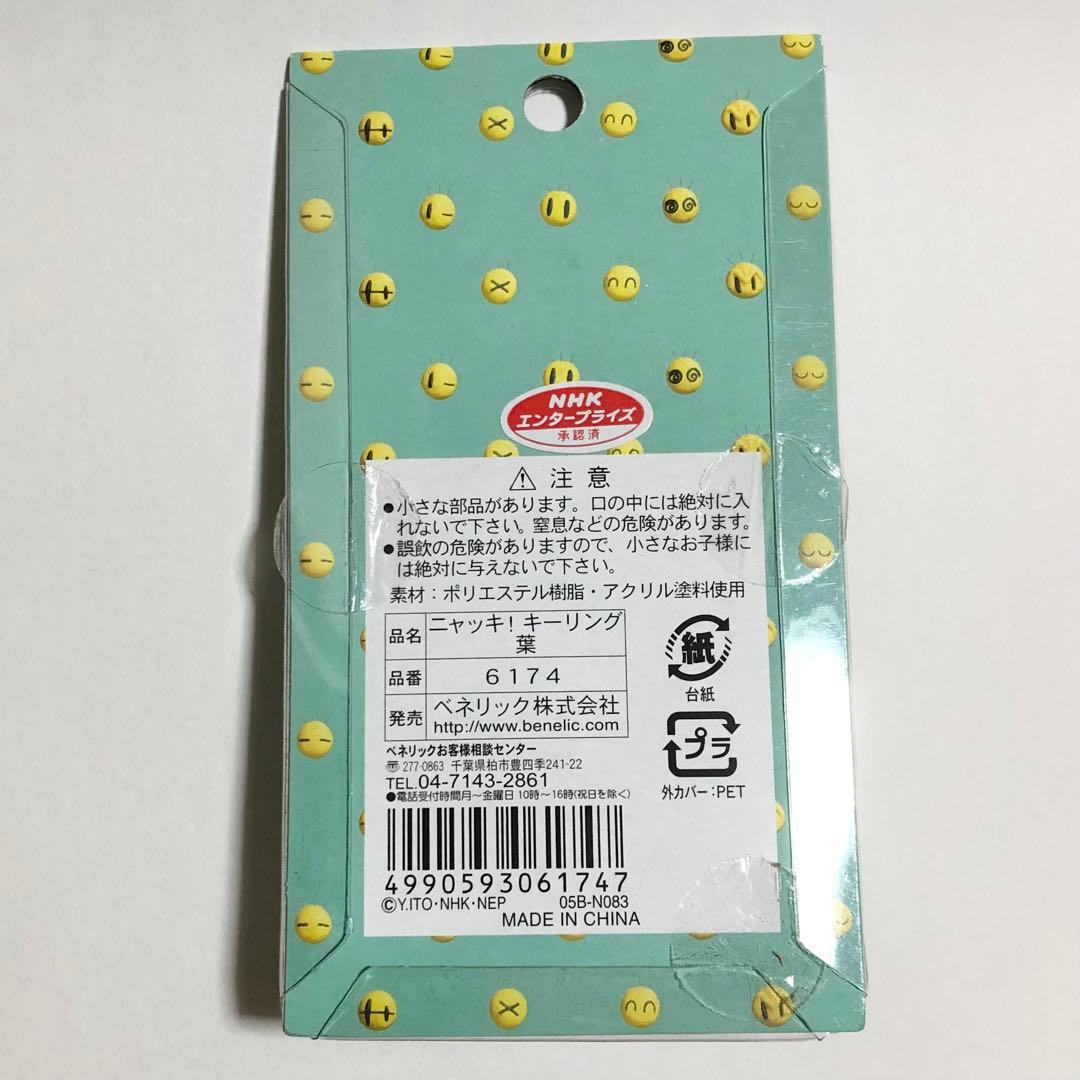 NHK
エンタープライズ
承認済
⚠ 注意
●小さな部品があります。口の中には絶対に入
れないで下さい。窒息などの危険があります。
●誤飲の危険がありますので、小さなお子様に
は絶対に与えないで下さい。
素材：ポリエステル樹脂・アクリル塗料使用
品名 ニャッキ！キーリング
葉
品番 6174
発売 ベネリック株式会社
http://www.benelic.com
紙
台紙
プラ
外カバー：PET
ベネリックお客様相談センター
〒277-0863 千葉県柏市豊四季241-22
TEL.04-7143-2861
●電話受付時間月～金曜日 10時～16時(祝日を除く)
4990593061747
©Y.ITO・NHK・NEP 05B-N083
MADE IN CHINA